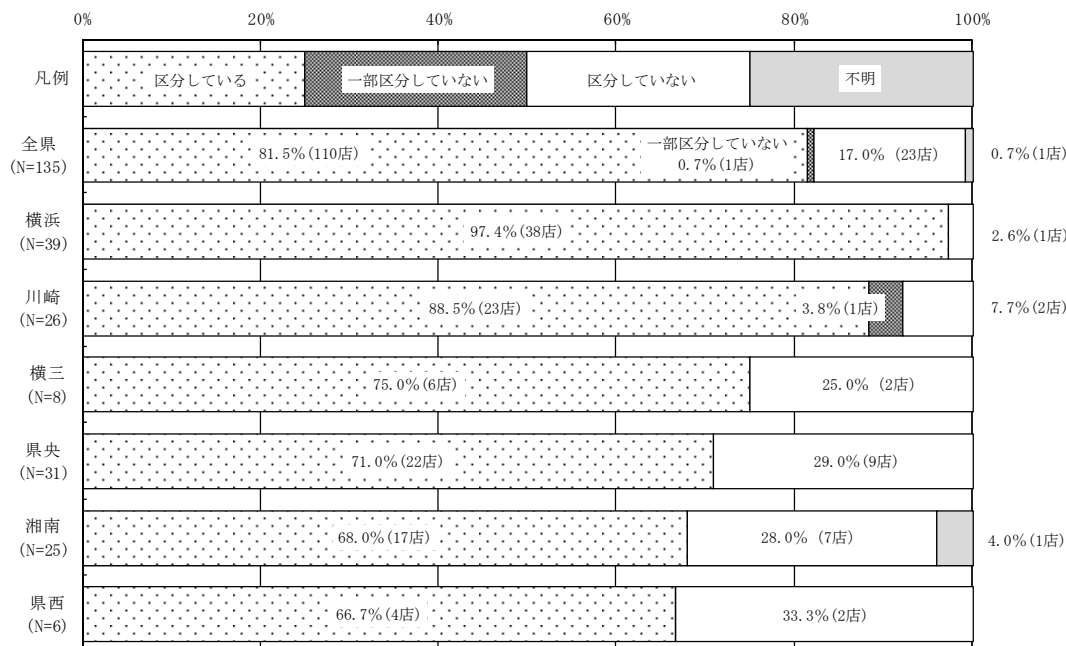 0% 20% 40% 60% 80% 100%
凡例 区分している 一部区分していない 区分していない 不明
全県
(N=135)
81.5%(110店)
一部区分していない
0.7%(1店)
17.0% (23店)
0.7%(1店)
横浜
(N=39)
97.4%(38店)
2.6%(1店)
川崎
(N=26)
88.5%(23店)
3.8%(1店)
7.7%(2店)
横三
(N=8)
75.0%(6店)
25.0% (2店)
県央
(N=31)
71.0%(22店)
29.0%(9店)
湘南
(N=25)
68.0%(17店)
28.0% (7店)
4.0%(1店)
県西
(N=6)
66.7%(4店)
33.3%(2店)